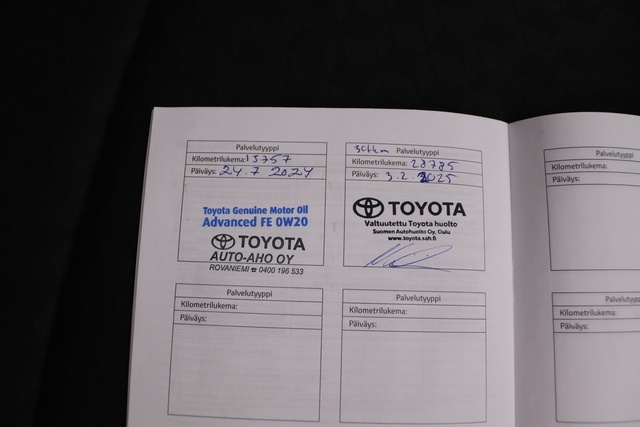 Palvelutyyppi
Kilometrilukema: 13757
Päiväys: 24.7 2024
Toyota Genuine Motor Oil
Advanced FE 0W20
TOYOTA
AUTO-AHO OY
ROVANIEMI ☎ 0400 196 533
30tkm Palvelutyyppi
Kilometrilukema: 28785
Päiväys: 3.2.2025
TOYOTA
Valtuutettu Toyota huolto
Suomen Autohuolto Oy, Oulu
www.toyota.sah.fi
Palvelutyyppi
Kilometrilukema:
Päiväys:
Palvelutyyppi
Kilometrilukema:
Päiväys:
Palvelutyyppi
Kilometrilukema:
Päiväys:
Palvelutyyp
Kilometrilukema:
Päiväys: